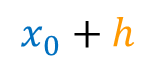 x₀ + h